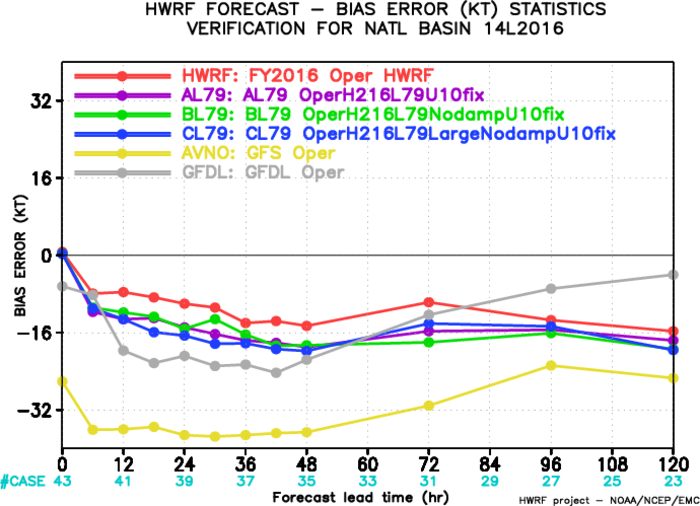 HWRF FORECAST – BIAS ERROR (KT) STATISTICS
VERIFICATION FOR NATL BASIN 14L2016
HWRF: FY2016 Oper HWRF
AL79: AL79 OperH216L79U10fix
BL79: BL79 OperH216L79NodampU10fix
CL79: CL79 OperH216L79LargeNodampU10fix
AVNO: GFS Oper
GFDL: GFDL Oper
BIAS ERROR (KT)
32
16
0
−16
−32
0 12 24 36 48 60 72 84 96 108 120
#CASE 43 41 39 37 35 33 31 29 27 25 23
Forecast lead time (hr)
HWRF project – NOAA/NCEP/EMC